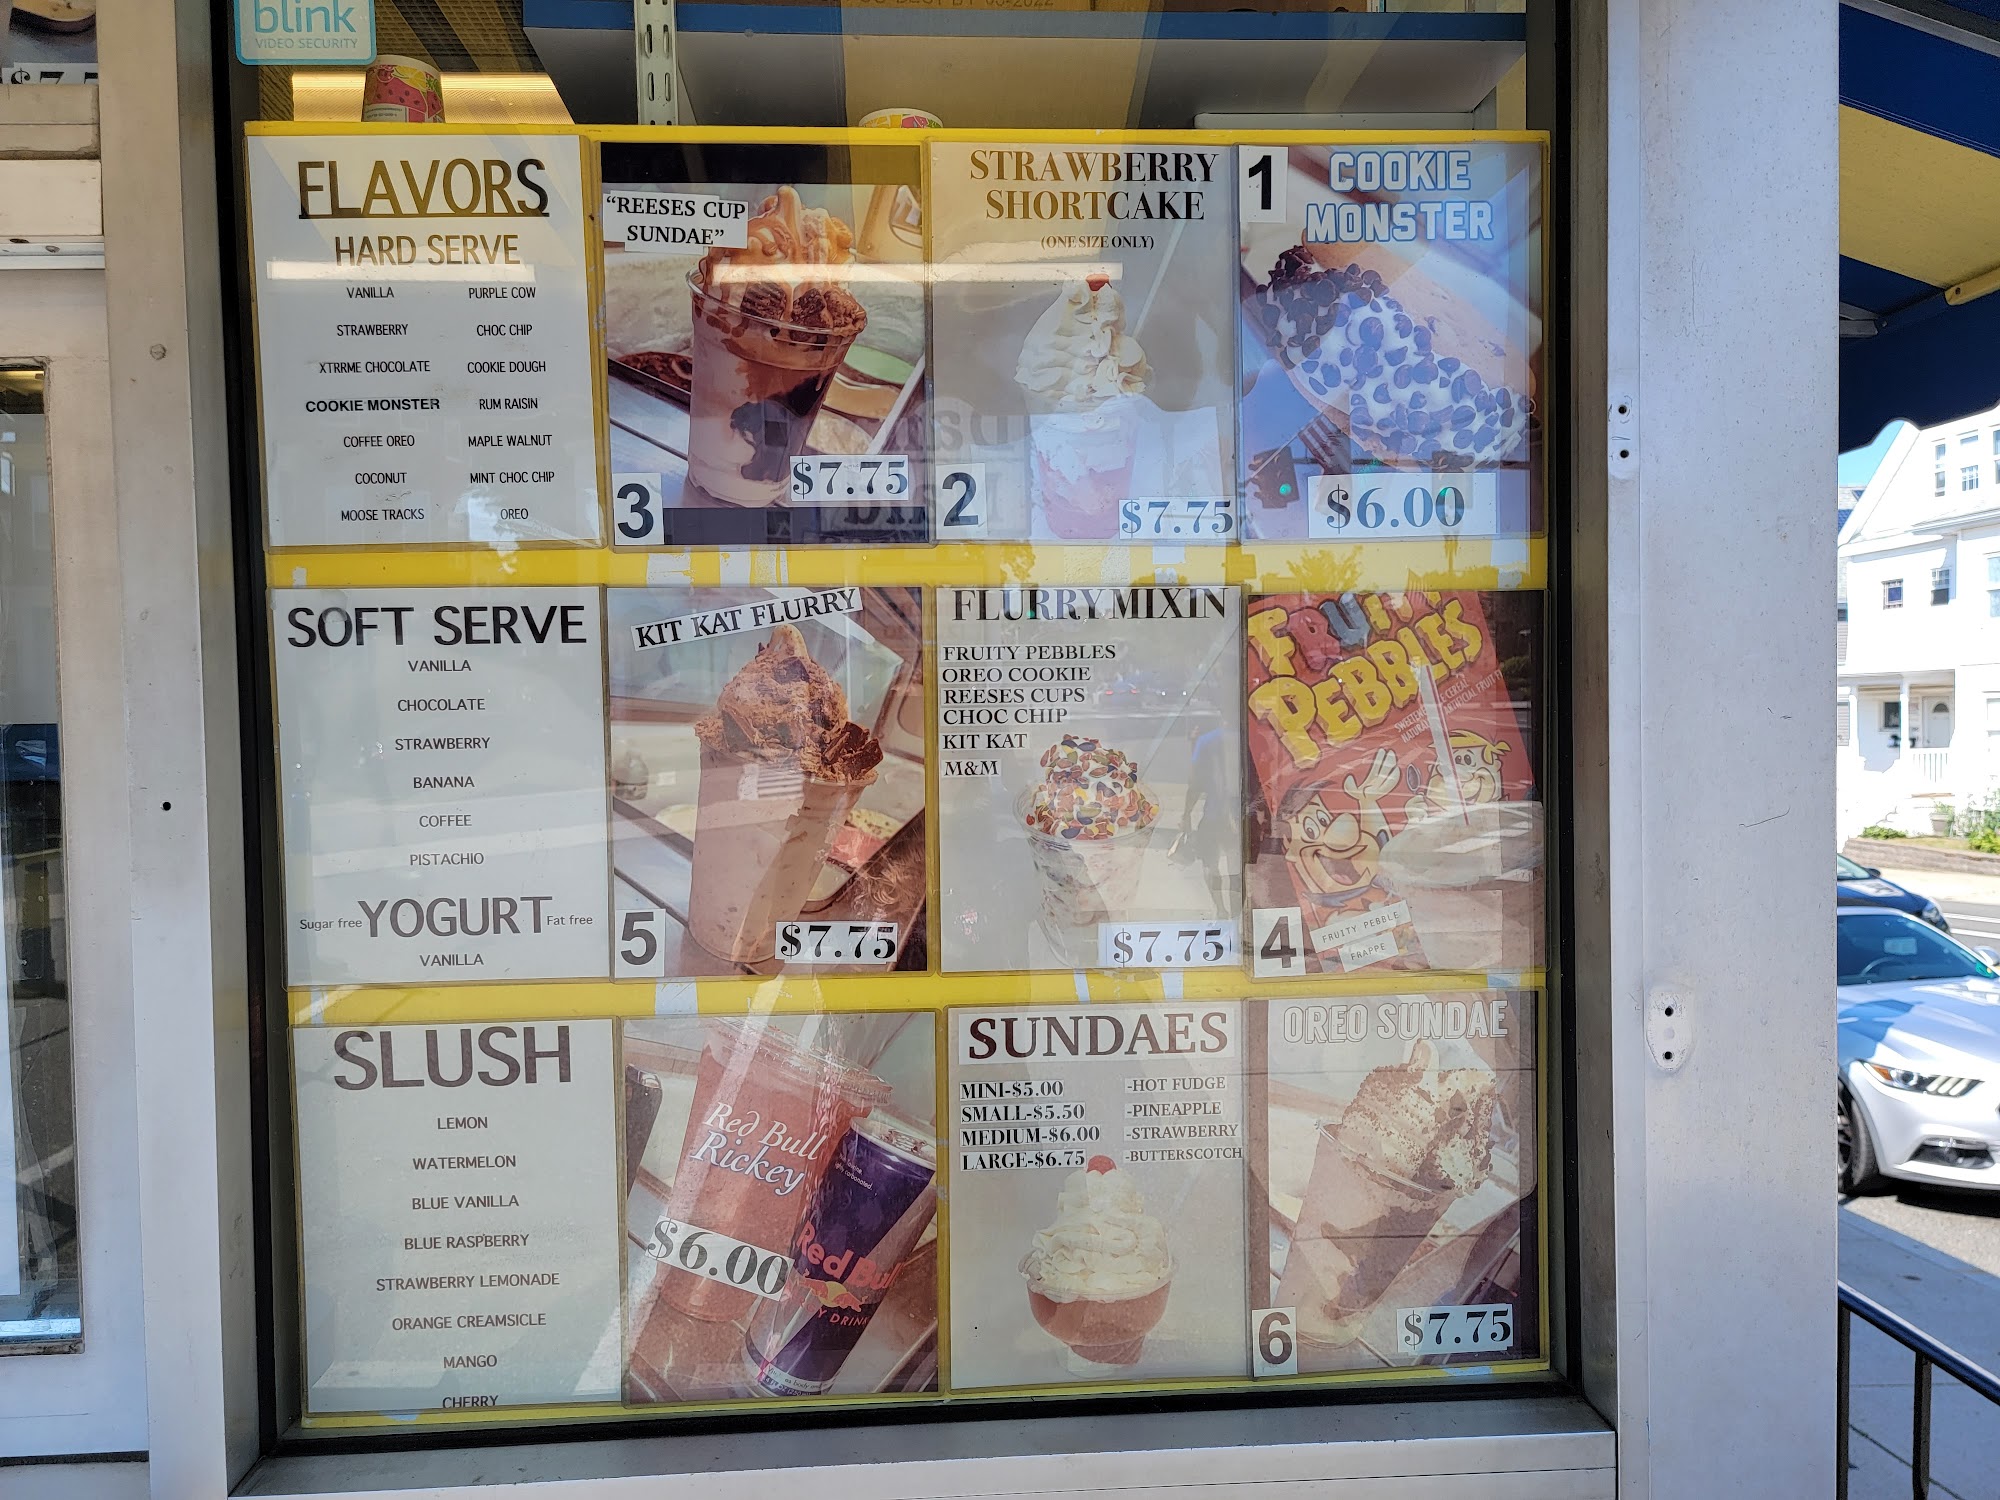 blink
VIDEO SECURITY
FLAVORS
HARD SERVE
VANILLA
PURPLE COW
STRAWBERRY
CHOC CHIP
XTRRME CHOCOLATE
COOKIE DOUGH
COOKIE MONSTER
RUM RAISIN
COFFEE OREO
MAPLE WALNUT
COCONUT
MINT CHOC CHIP
MOOSE TRACKS
OREO
"REESES CUP
SUNDAE"
3
$7.75
STRAWBERRY
SHORTCAKE
(ONE SIZE ONLY)
2
$7.75
1
COOKIE
MONSTER
$6.00
SOFT SERVE
VANILLA
CHOCOLATE
STRAWBERRY
BANANA
COFFEE
PISTACHIO
Sugar free YOGURT Fat free
VANILLA
KIT KAT FLURRY
5
$7.75
FLURRY MIXIN
FRUITY PEBBLES
OREO COOKIE
REESES CUPS
CHOC CHIP
KIT KAT
M&M
$7.75
FRUITY
PEBBLES
4
FRUITY PEBBLE
FRAPPE
SLUSH
LEMON
WATERMELON
BLUE VANILLA
BLUE RASPBERRY
STRAWBERRY LEMONADE
ORANGE CREAMSICLE
MANGO
CHERRY
Red Bull
Rickey
$6.00
Red Bull
SUNDAES
MINI-$5.00
-HOT FUDGE
SMALL-$5.50
-PINEAPPLE
MEDIUM-$6.00
-STRAWBERRY
LARGE-$6.75
-BUTTERSCOTCH
OREO SUNDAE
6
$7.75